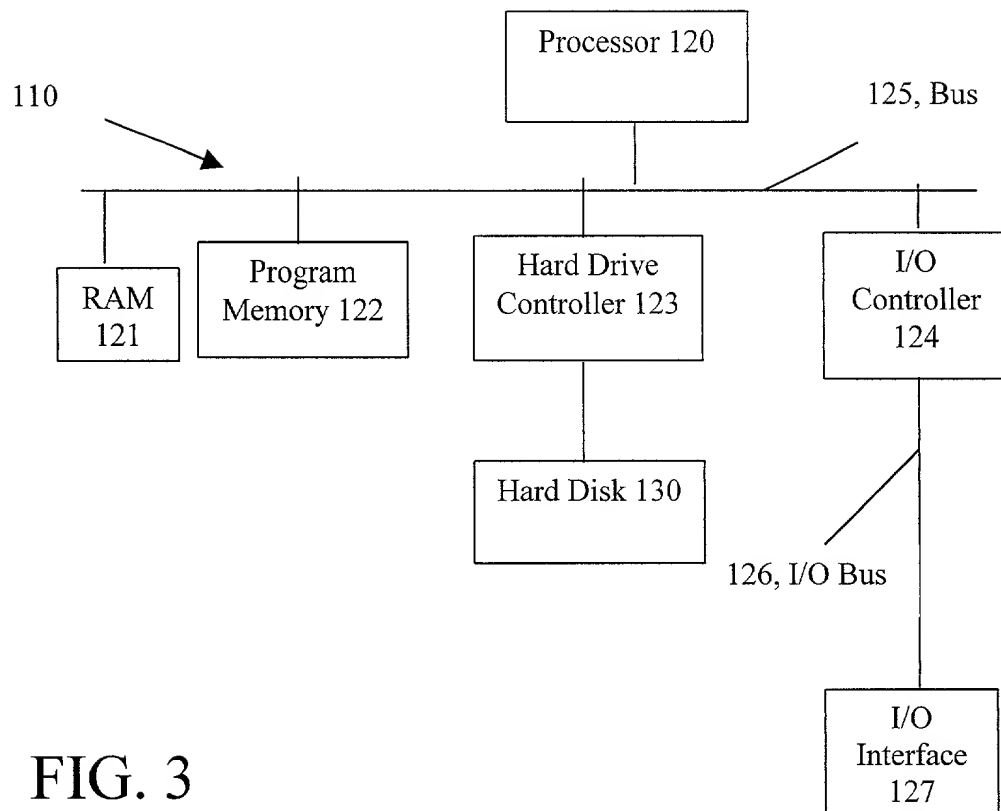 Processor 120
110
125, Bus
RAM
121
Program
Memory 122
Hard Drive
Controller 123
I/O
Controller
124
Hard Disk 130
126, I/O Bus
I/O
Interface
127
FIG. 3